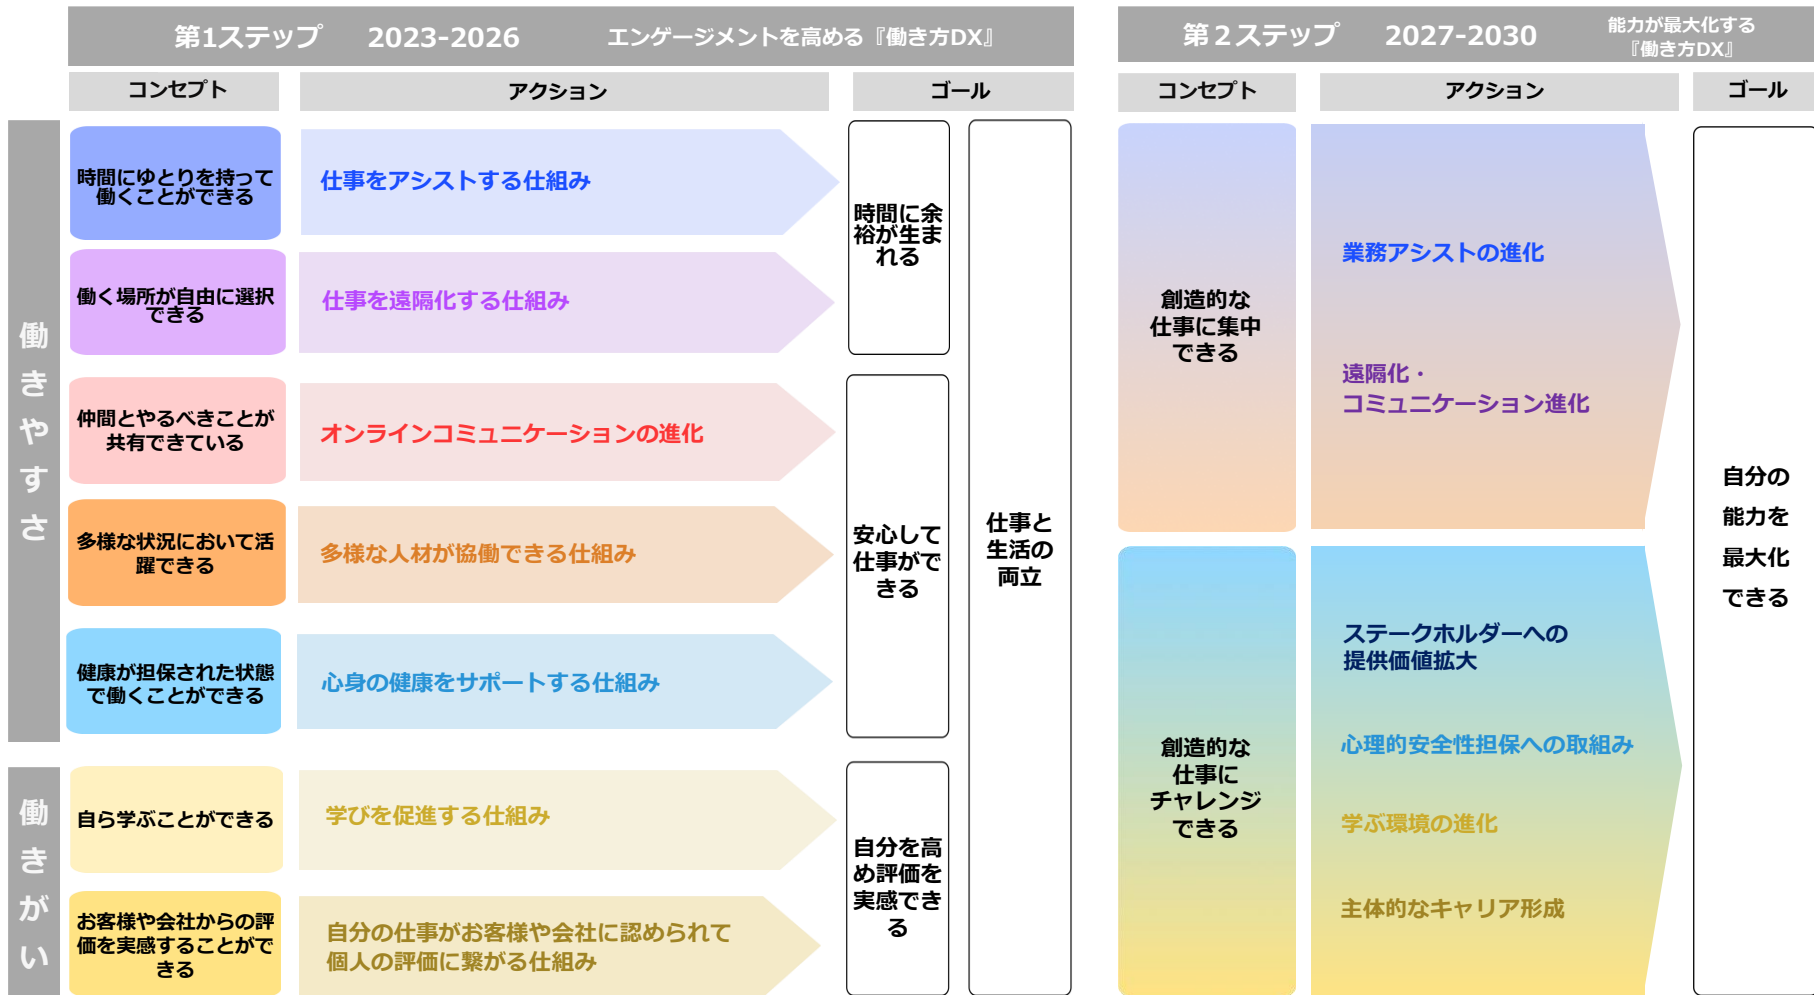 第1ステップ 2023-2026 エンゲージメントを高める『働き方DX』
コンセプト アクション ゴール
働きやすさ
時間にゆとりを持って
働くことができる
仕事をアシストする仕組み
働く場所が自由に選択
できる
仕事を遠隔化する仕組み
時間に余
裕が生ま
れる
仲間とやるべきことが
共有できている
オンラインコミュニケーションの進化
多様な状況において活
躍できる
多様な人材が協働できる仕組み
健康が担保された状態
で働くことができる
心身の健康をサポートする仕組み
安心して
仕事がで
きる
働きがい
自ら学ぶことができる
学びを促進する仕組み
お客様や会社からの評
価を実感することがで
きる
自分の仕事がお客様や会社に認められて
個人の評価に繋がる仕組み
自分を高
め評価を
実感でき
る
仕事と
生活の
両立
第２ステップ 2027-2030
能力が最大化する
『働き方DX』
コンセプト アクション ゴール
創造的な
仕事に集中
できる
業務アシストの進化
遠隔化・
コミュニケーション進化
創造的な
仕事に
チャレンジ
できる
ステークホルダーへの
提供価値拡大
心理的安全性担保への取組み
学ぶ環境の進化
主体的なキャリア形成
自分の
能力を
最大化
できる